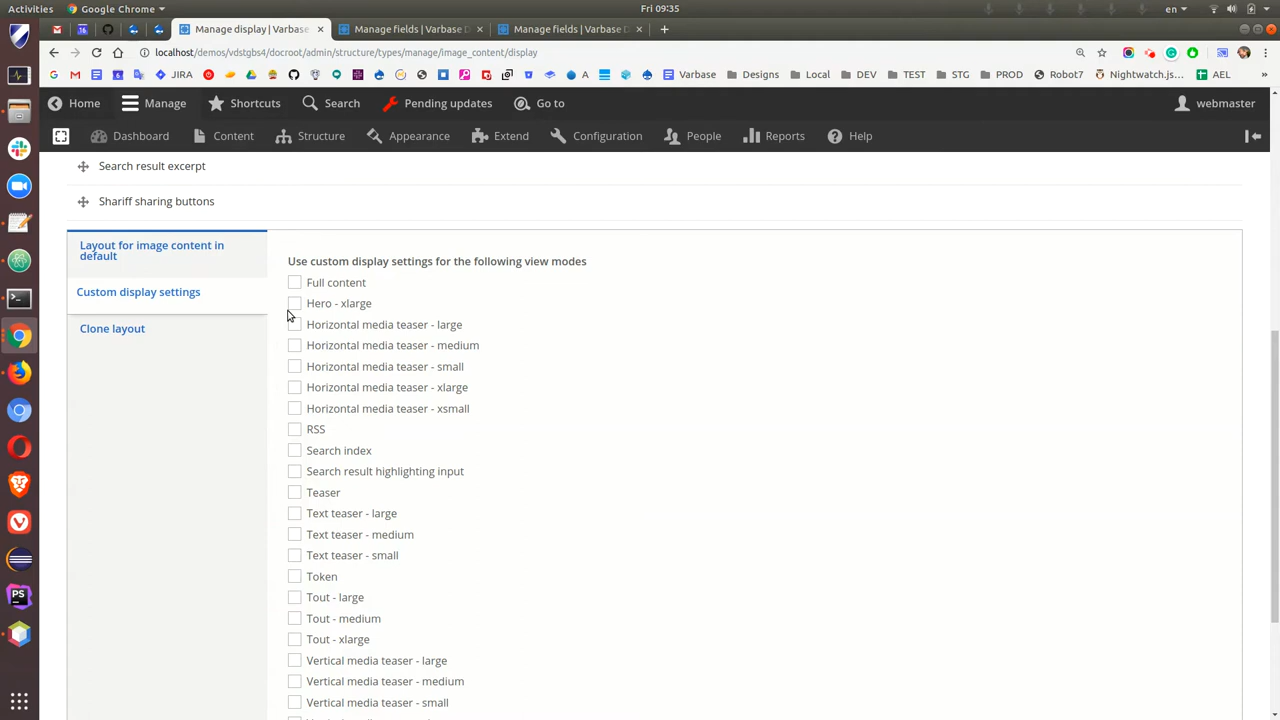 Activities
Google Chrome
Fri 09:35
en
Manage display | Varbase
Manage fields | Varbase D
Manage fields | Varbase D
localhost/demos/vdstgbs4/docroot/admin/structure/types/manage/image_content/display
JIRA
A
Varbase
Designs
Local
DEV
TEST
STG
PROD
Robot7
Nightwatch.js...
AEL
»
Home
Manage
Shortcuts
Search
Pending updates
Go to
webmaster
Dashboard
Content
Structure
Appearance
Extend
Configuration
People
Reports
Help
Search result excerpt
Shariff sharing buttons
Layout for image content in
default
Custom display settings
Clone layout
Use custom display settings for the following view modes
Full content
Hero - xlarge
Horizontal media teaser - large
Horizontal media teaser - medium
Horizontal media teaser - small
Horizontal media teaser - xlarge
Horizontal media teaser - xsmall
RSS
Search index
Search result highlighting input
Teaser
Text teaser - large
Text teaser - medium
Text teaser - small
Token
Tout - large
Tout - medium
Tout - xlarge
Vertical media teaser - large
Vertical media teaser - medium
Vertical media teaser - small
PS